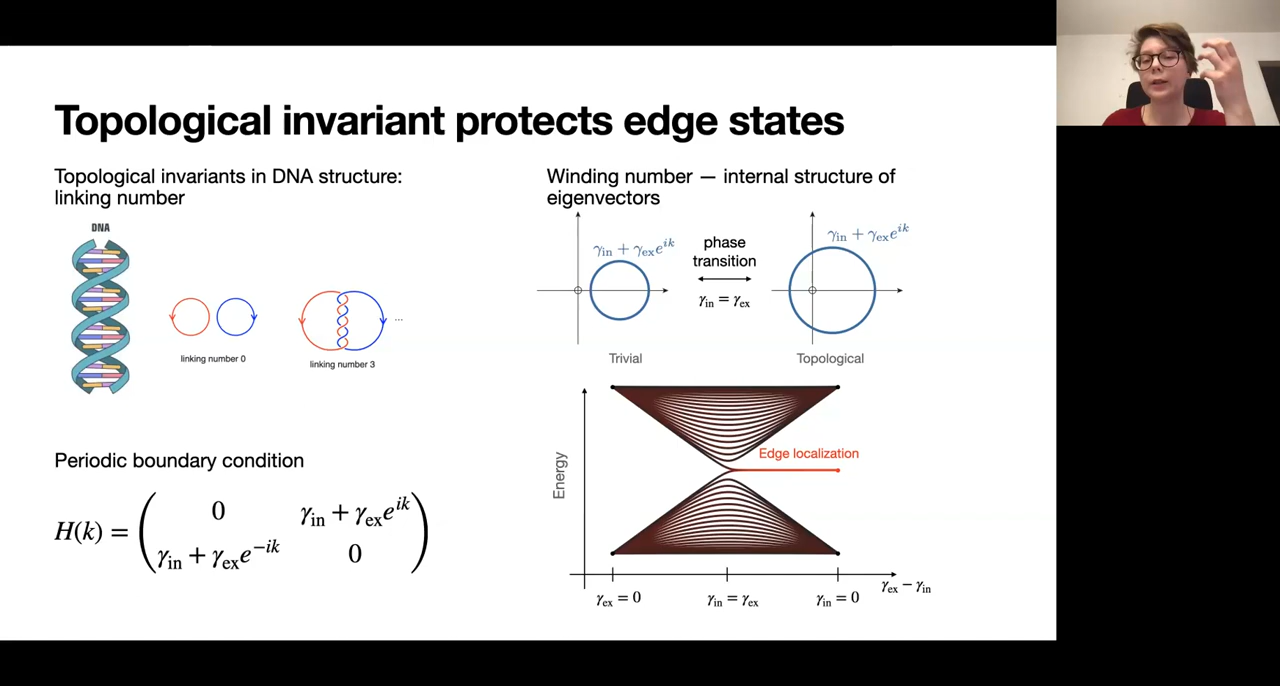 Topological invariant protects edge states
Topological invariants in DNA structure:
linking number
DNA
linking number 0
linking number 3
...
Periodic boundary condition
H(k) = ( 0 γin + γex e^{ik}
γin + γex e^{-ik} 0 )
Winding number — internal structure of
eigenvectors
γin + γex e^{ik}
phase
transition
γin = γex
γin + γex e^{ik}
Trivial
Topological
Energy
Edge localization
γex = 0
γin = γex
γin = 0
γex − γin